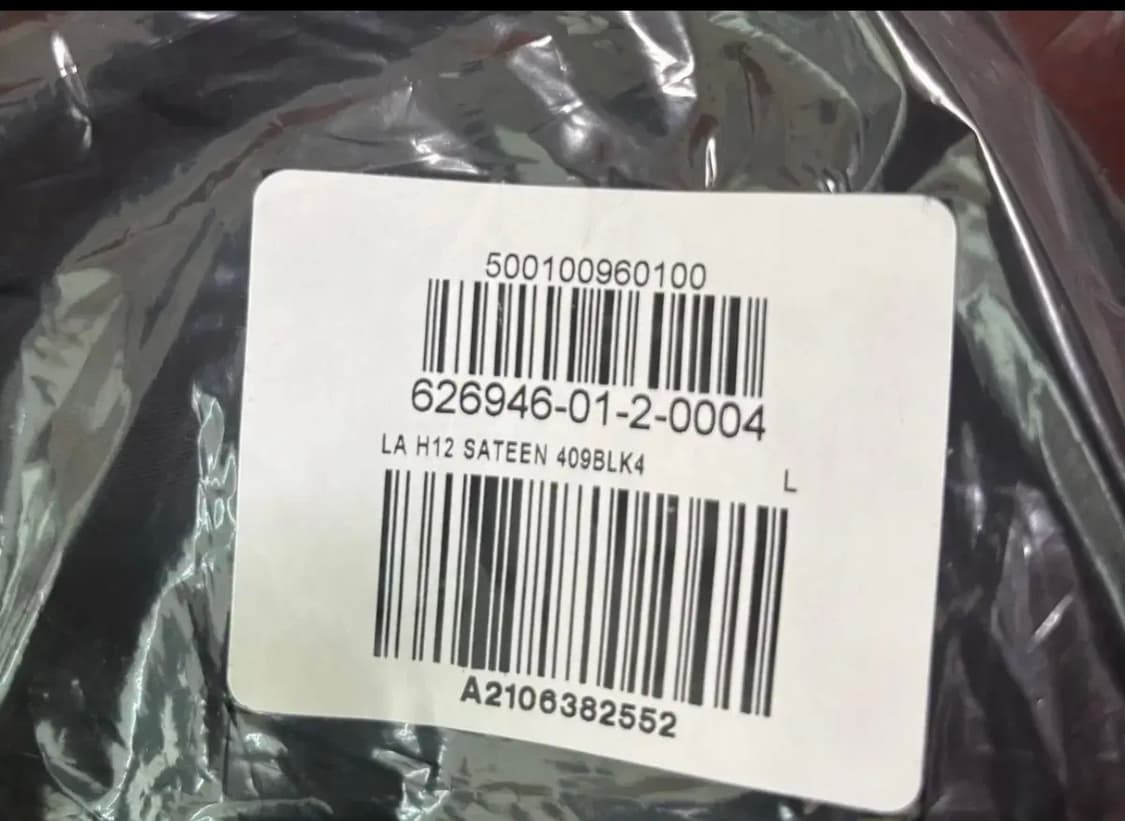 500100960100
626946-01-2-0004
LA H12 SATEEN 409BLK4
L
A2106382552